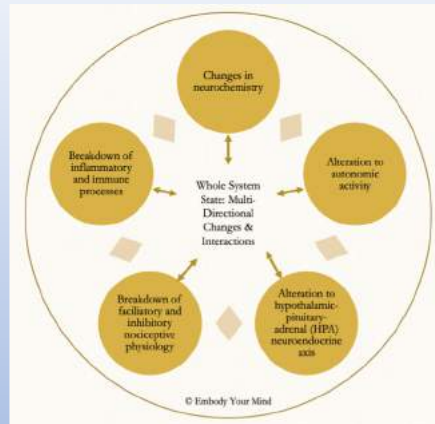 Changes in
neurochemistry
Breakdown of
inflammatory
and immune
processes
Alteration to
autonomic
activity
Whole System
State: Multi-
Directional
Changes &
Interactions
Breakdown of
faciliatory and
inhibitory
nociceptive
physiology
Alteration to
hypothalamic-
pituitary-
adrenal (HPA)
neuroendocrine
axis
© Embody Your Mind